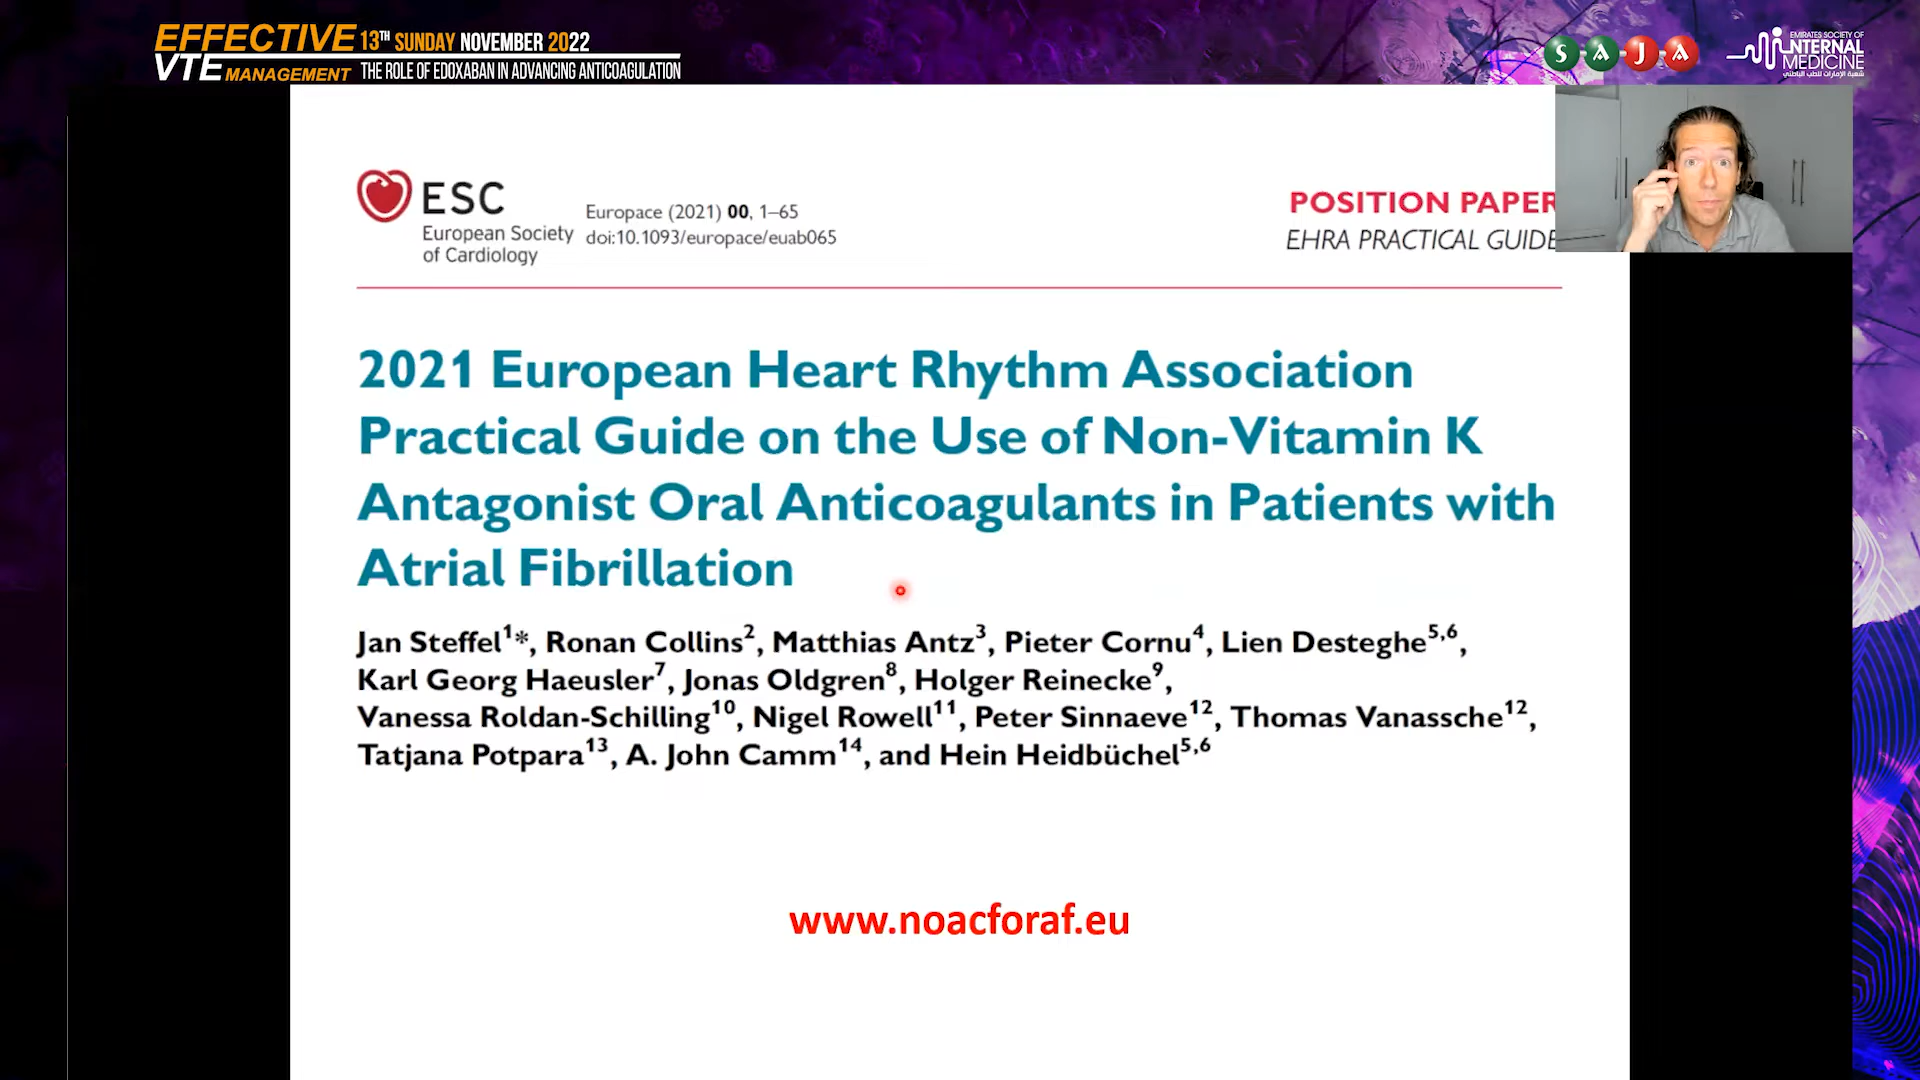 EFFECTIVE 13TH SUNDAY NOVEMBER 2022
VTE MANAGEMENT THE ROLE OF EDOXABAN IN ADVANCING ANTICOAGULATION
SAJA
EMIRATES SOCIETY OF
INTERNAL
MEDICINE
شعبة الإمارات للطب الباطني
ESC
European Society
of Cardiology
Europace (2021) 00, 1–65
doi:10.1093/europace/euab065
POSITION PAPER
EHRA PRACTICAL GUIDE
2021 European Heart Rhythm Association
Practical Guide on the Use of Non-Vitamin K
Antagonist Oral Anticoagulants in Patients with
Atrial Fibrillation
Jan Steffel1*, Ronan Collins2, Matthias Antz3, Pieter Cornu4, Lien Desteghe5,6,
Karl Georg Haeusler7, Jonas Oldgren8, Holger Reinecke9,
Vanessa Roldan-Schilling10, Nigel Rowell11, Peter Sinnaeve12, Thomas Vanassche12,
Tatjana Potpara13, A. John Camm14, and Hein Heidbüchel5,6
www.noacforaf.eu